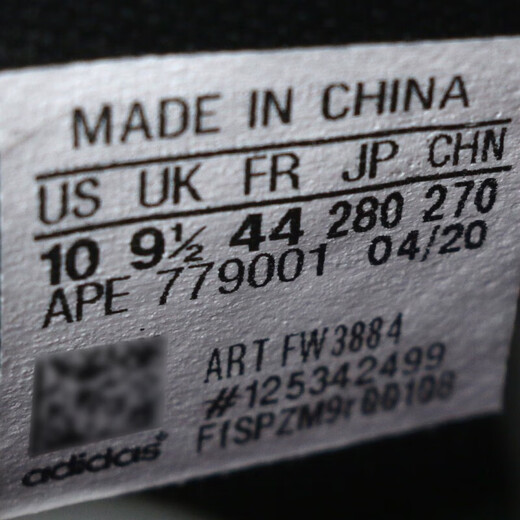 MADE IN CHINA
US UK FR JP CHN
10 9½ 44 280 270
APE 779001 04/20
ART FW3884
#125342499
F1SPZM9r00108
adidas